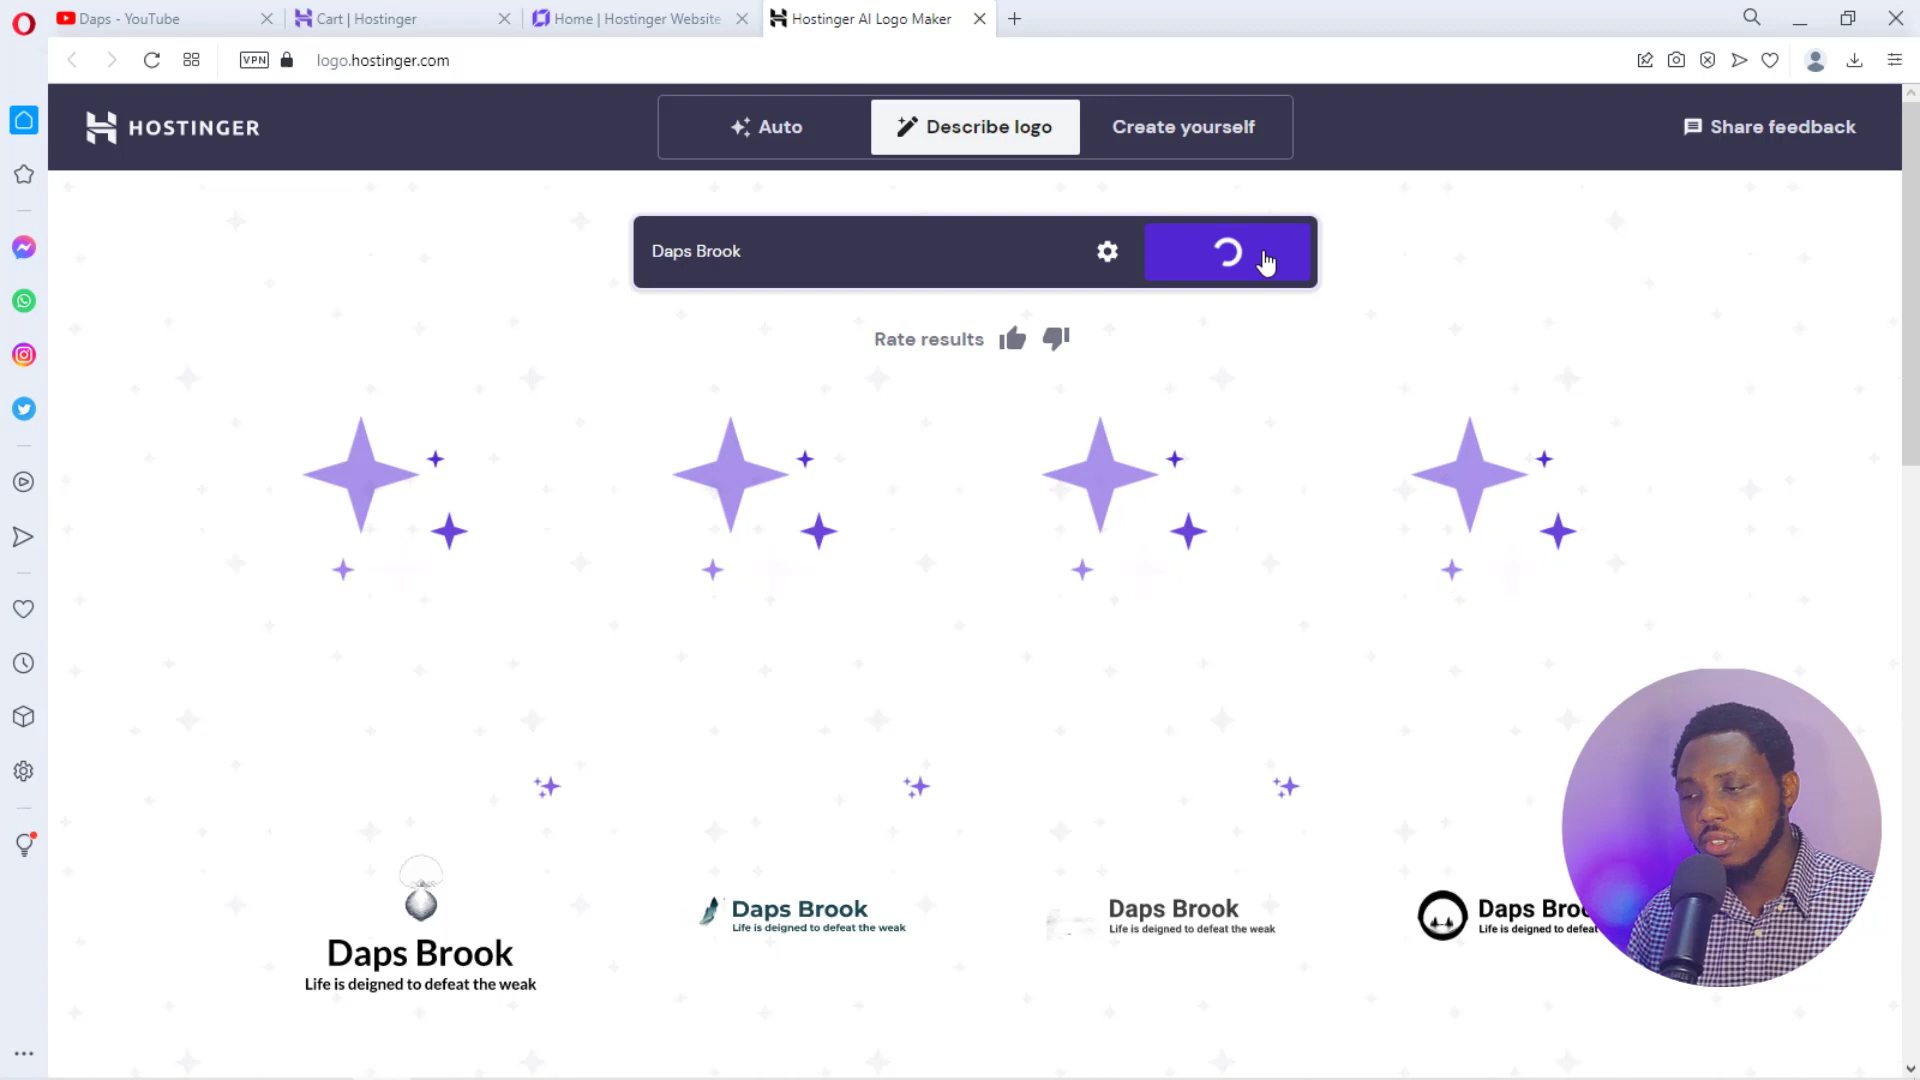 Daps - YouTube
Cart | Hostinger
Home | Hostinger Website
Hostinger AI Logo Maker
VPN
logo.hostinger.com
HOSTINGER
Auto
Describe logo
Create yourself
Share feedback
Daps Brook
Rate results
Daps Brook
Life is deigned to defeat the weak
Daps Brook
Life is deigned to defeat the weak
Daps Brook
Life is deigned to defeat the weak
Daps Broo
Life is deigned to defeat